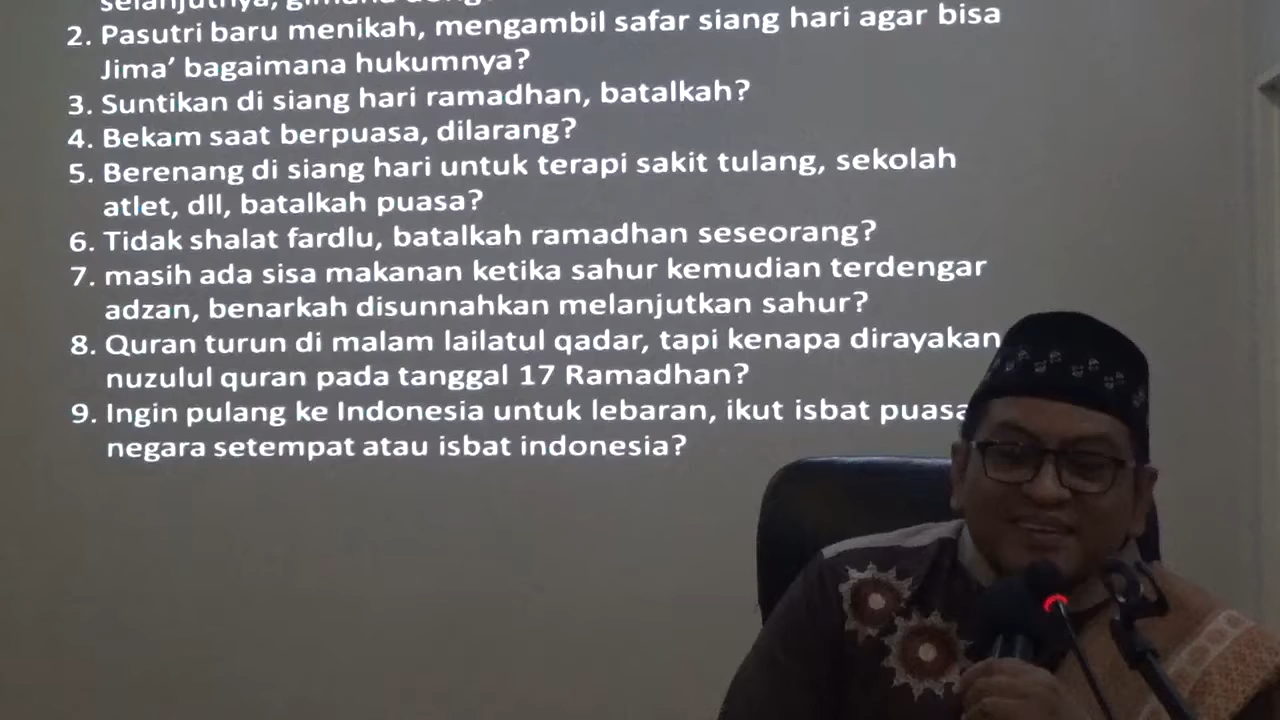 selanjutnya,
2. Pasutri baru menikah, mengambil safar siang hari agar bisa
Jima’ bagaimana hukumnya?
3. Suntikan di siang hari ramadhan, batalkah?
4. Bekam saat berpuasa, dilarang?
5. Berenang di siang hari untuk terapi sakit tulang, sekolah
atlet, dll, batalkah puasa?
6. Tidak shalat fardlu, batalkah ramadhan seseorang?
7. masih ada sisa makanan ketika sahur kemudian terdengar
adzan, benarkah disunnahkan melanjutkan sahur?
8. Quran turun di malam lailatul qadar, tapi kenapa dirayakan
nuzulul quran pada tanggal 17 Ramadhan?
9. Ingin pulang ke Indonesia untuk lebaran, ikut isbat puasa
negara setempat atau isbat indonesia?